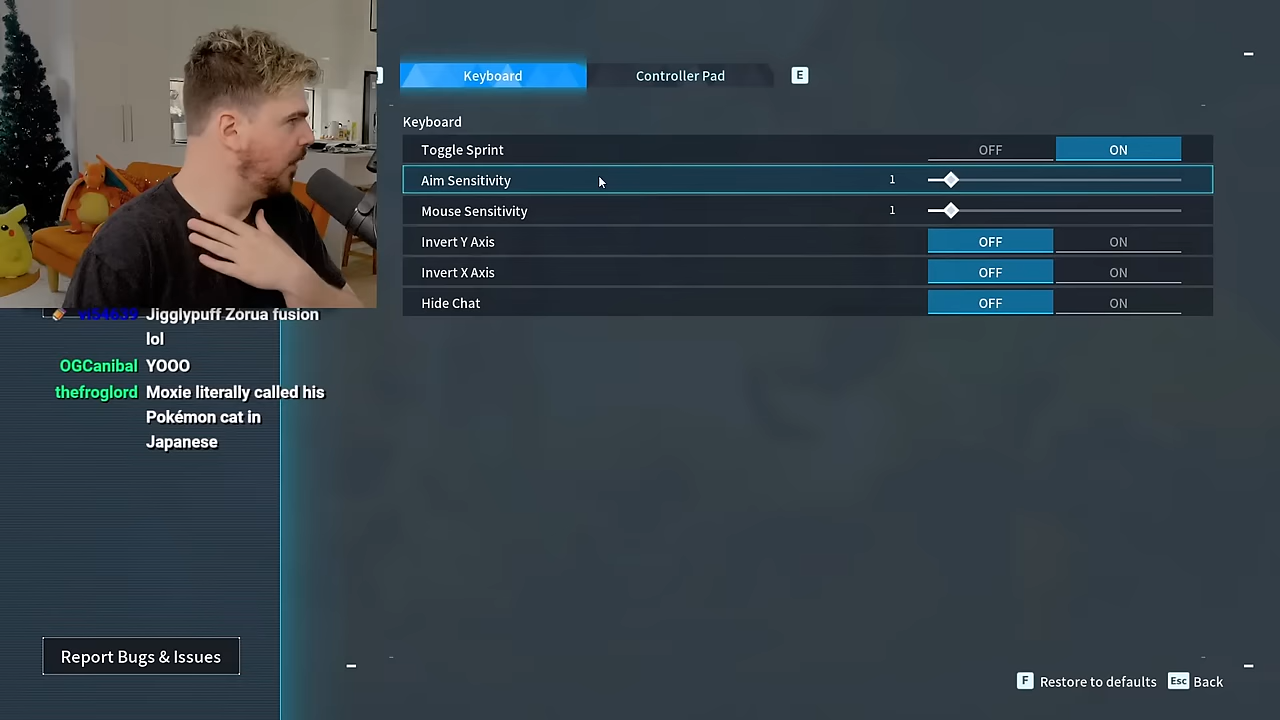 Keyboard
Controller Pad
E
Keyboard
Toggle Sprint
OFF
ON
Aim Sensitivity
1
Mouse Sensitivity
1
Invert Y Axis
OFF
ON
Invert X Axis
OFF
ON
Hide Chat
OFF
ON
Jigglypuff Zorua fusion
lol
OGCanibal YOOO
thefroglord Moxie literally called his
Pokémon cat in
Japanese
Report Bugs & Issues
F Restore to defaults
Esc Back